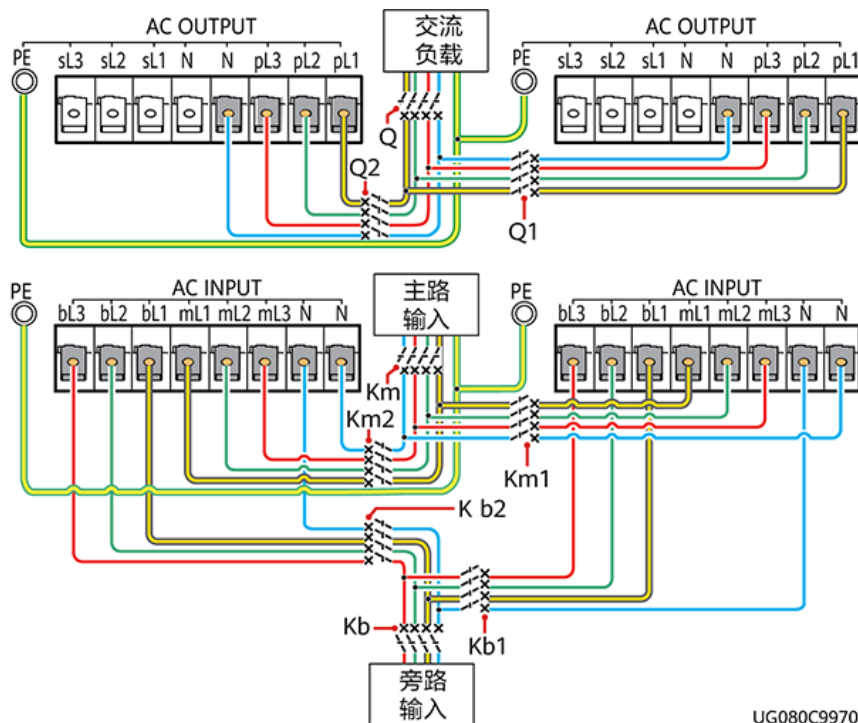 AC OUTPUT
PE sL3 sL2 sL1 N N pL3 pL2 pL1
交流
负载
AC OUTPUT
PE sL3 sL2 sL1 N N pL3 pL2 pL1
Q
Q2
Q1
AC INPUT
PE bL3 bL2 bL1 mL1 mL2 mL3 N N
主路
输入
AC INPUT
PE bL3 bL2 bL1 mL1 mL2 mL3 N N
Km
Km2
Km1
K b2
Kb
Kb1
旁路
输入
UG080C9970